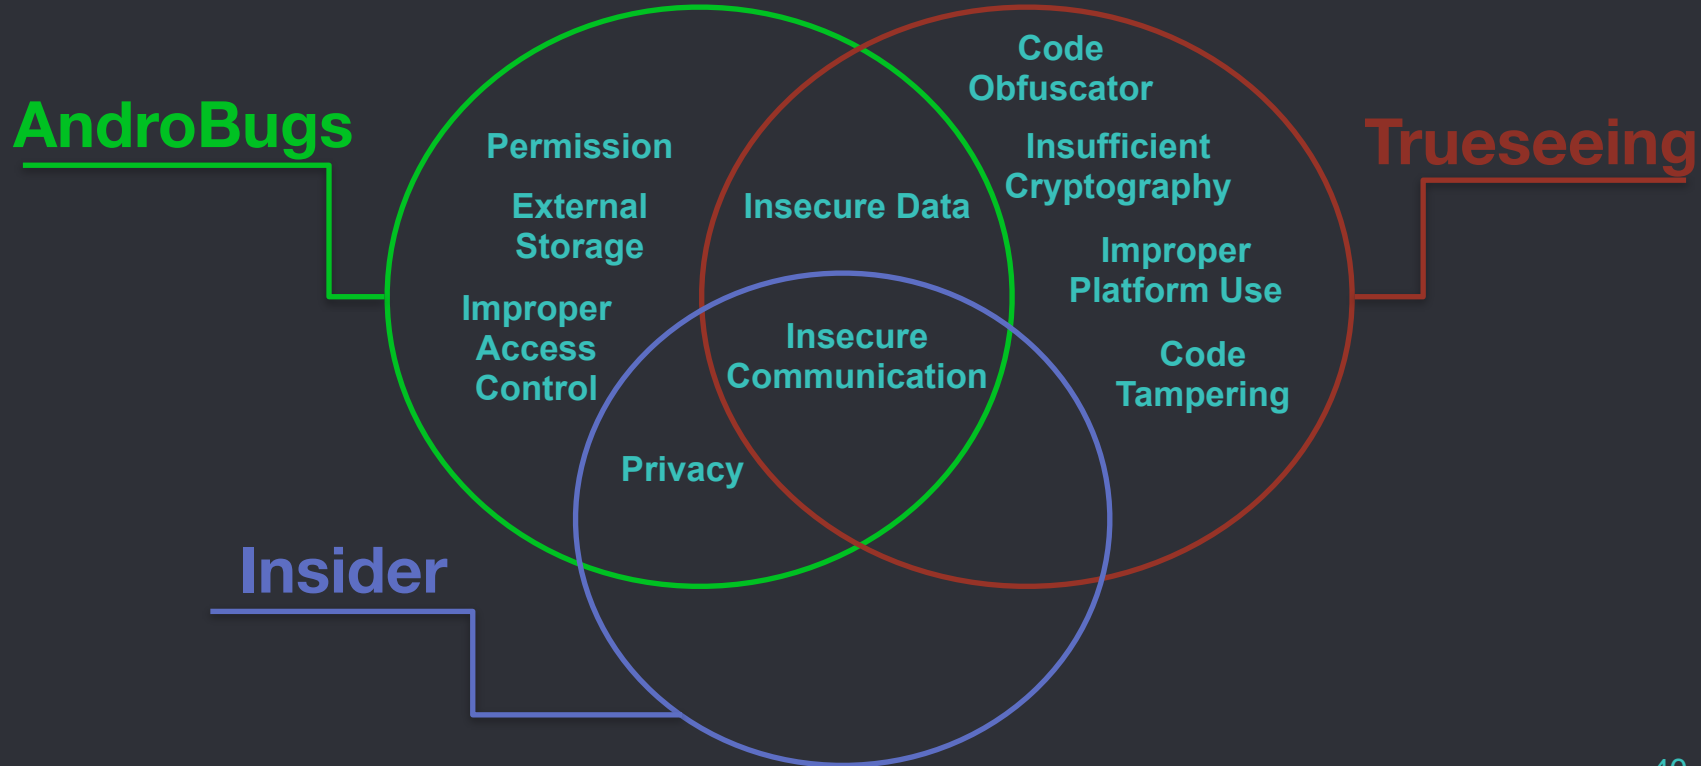 AndroBugs
Trueseeing
Insider
Permission
External
Storage
Improper
Access
Control
Insecure Data
Insecure
Communication
Privacy
Code
Obfuscator
Insufficient
Cryptography
Improper
Platform Use
Code
Tampering